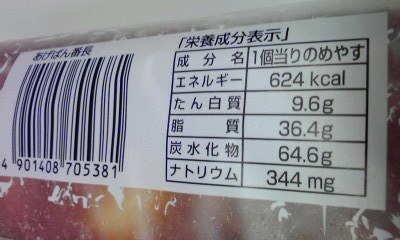 あげぱん番長
4 901408 705381
「栄養成分表示」
成分名 1個当りのめやす
エネルギー 624 kcal
たん白質 9.6g
脂質 36.4g
炭水化物 64.6g
ナトリウム 344 mg